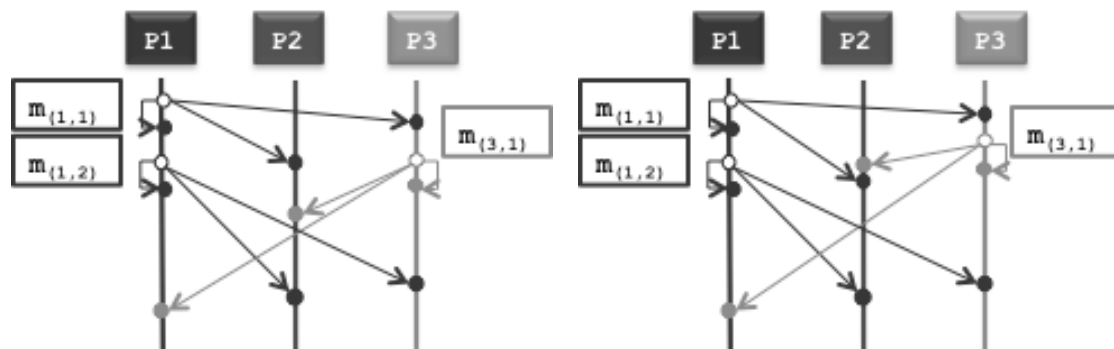 P1 P2 P3 P1 P2 P3
m(1,1) m(3,1) m(1,1) m(3,1)
m(1,2) m(1,2)